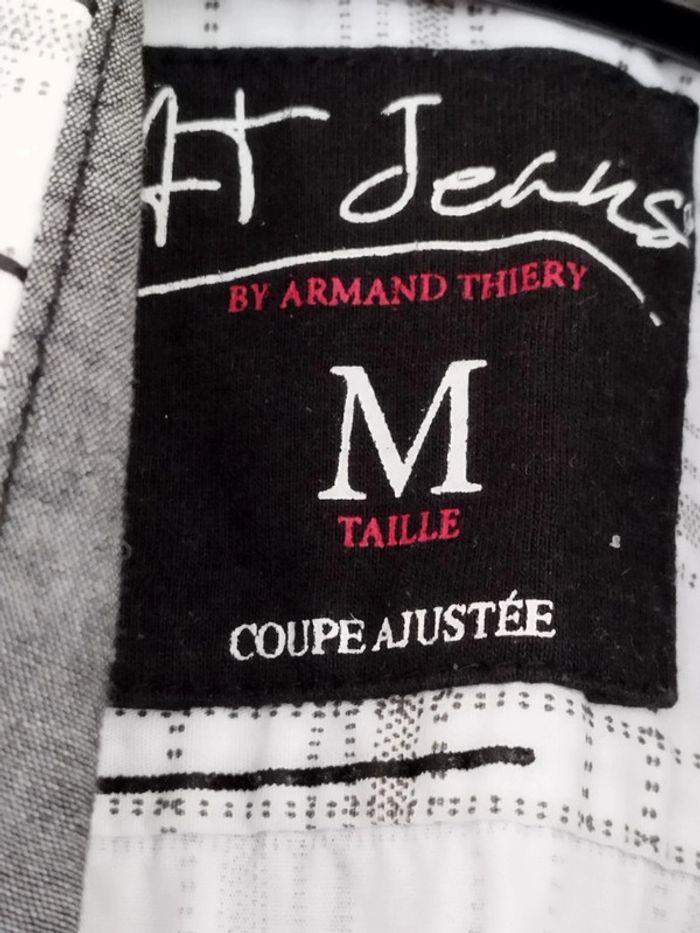 At Jeans
BY ARMAND THIERY
M
TAILLE
COUPE AJUSTÉE